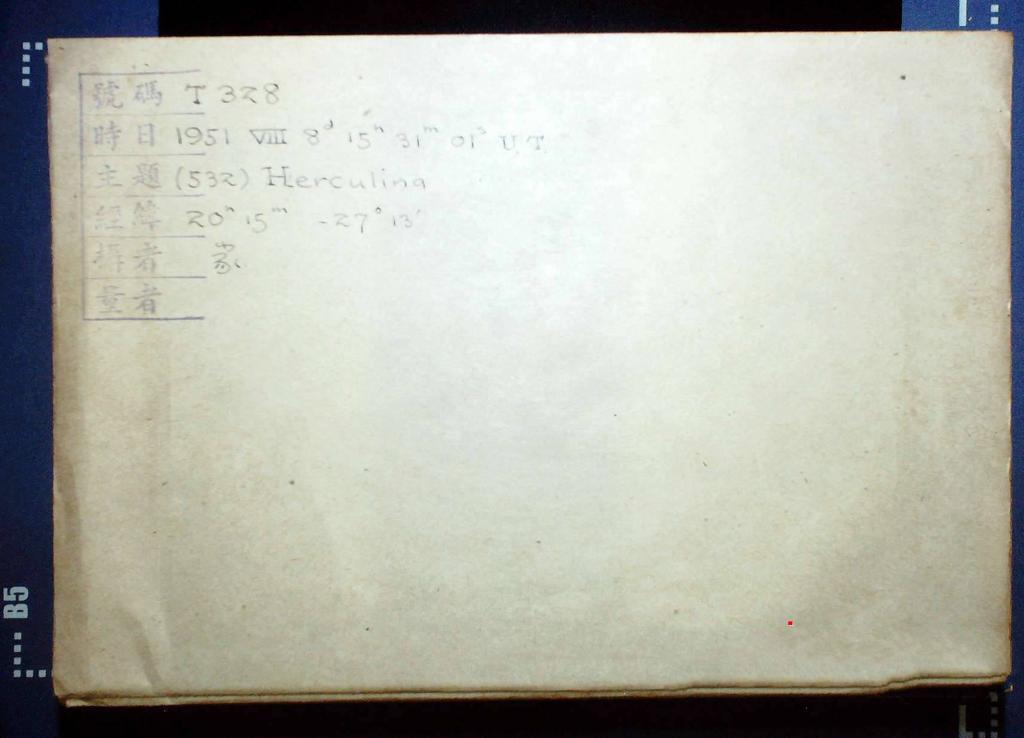 號碼 T 328
時日 1951 VIII 8ᵈ 15ʰ 31ᵐ 01ˢ U.T.
主題 (532) Herculina
經緯 20ʰ 15ᵐ -27° 13'
攝者
量者
B5